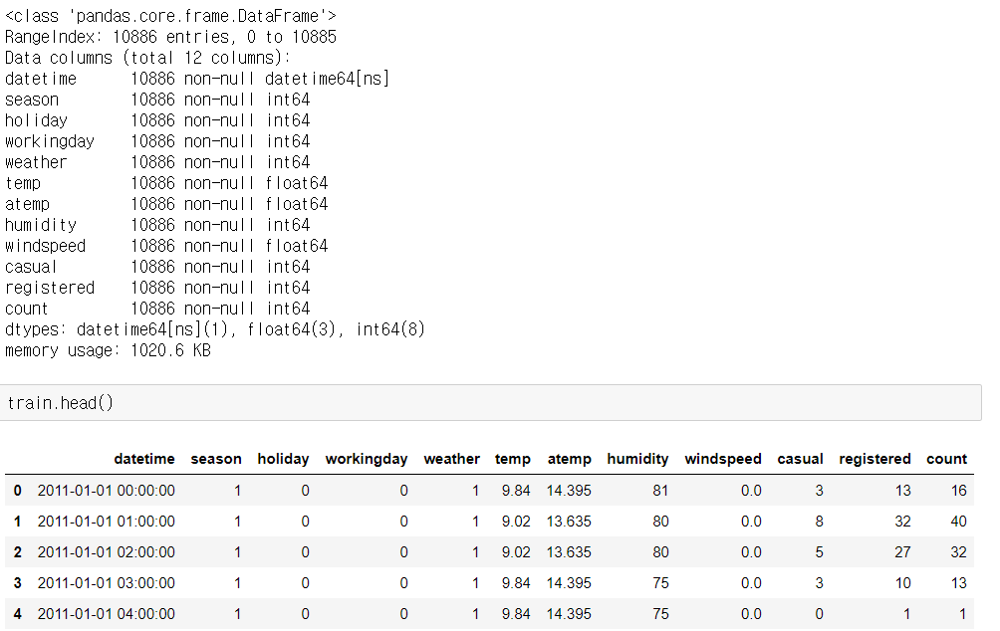 <class 'pandas.core.frame.DataFrame'>
RangeIndex: 10886 entries, 0 to 10885
Data columns (total 12 columns):
datetime 10886 non-null datetime64[ns]
season 10886 non-null int64
holiday 10886 non-null int64
workingday 10886 non-null int64
weather 10886 non-null int64
temp 10886 non-null float64
atemp 10886 non-null float64
humidity 10886 non-null int64
windspeed 10886 non-null float64
casual 10886 non-null int64
registered 10886 non-null int64
count 10886 non-null int64
dtypes: datetime64[ns](1), float64(3), int64(8)
memory usage: 1020.6 KB
train.head()
datetime season holiday workingday weather temp atemp humidity windspeed casual registered count
0 2011-01-01 00:00:00 1 0 0 1 9.84 14.395 81 0.0 3 13 16
1 2011-01-01 01:00:00 1 0 0 1 9.02 13.635 80 0.0 8 32 40
2 2011-01-01 02:00:00 1 0 0 1 9.02 13.635 80 0.0 5 27 32
3 2011-01-01 03:00:00 1 0 0 1 9.84 14.395 75 0.0 3 10 13
4 2011-01-01 04:00:00 1 0 0 1 9.84 14.395 75 0.0 0 1 1